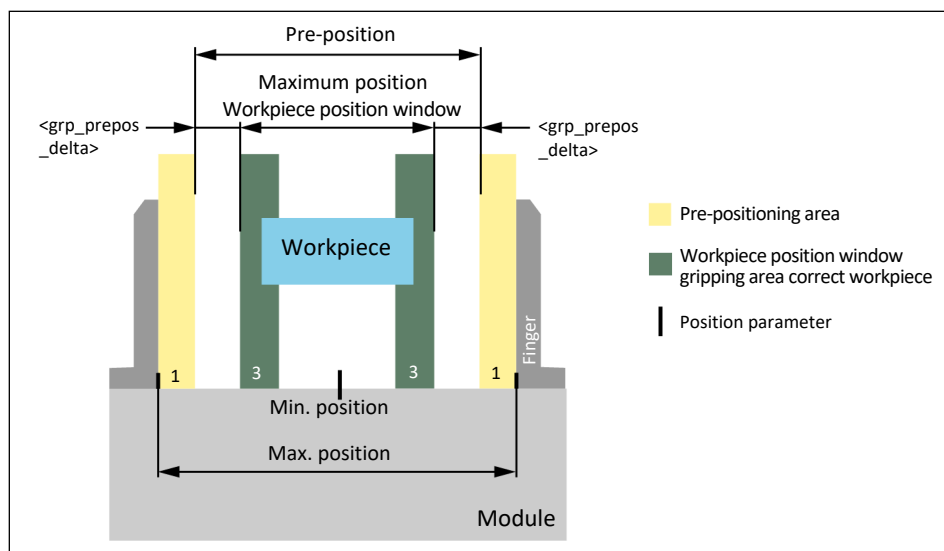 Pre-position
Maximum position
Workpiece position window
<grp_prepos
_delta>
<grp_prepos
_delta>
Workpiece
Pre-positioning area
Workpiece position window
gripping area correct workpiece
Position parameter
Finger
1
3
3
1
Min. position
Max. position
Module